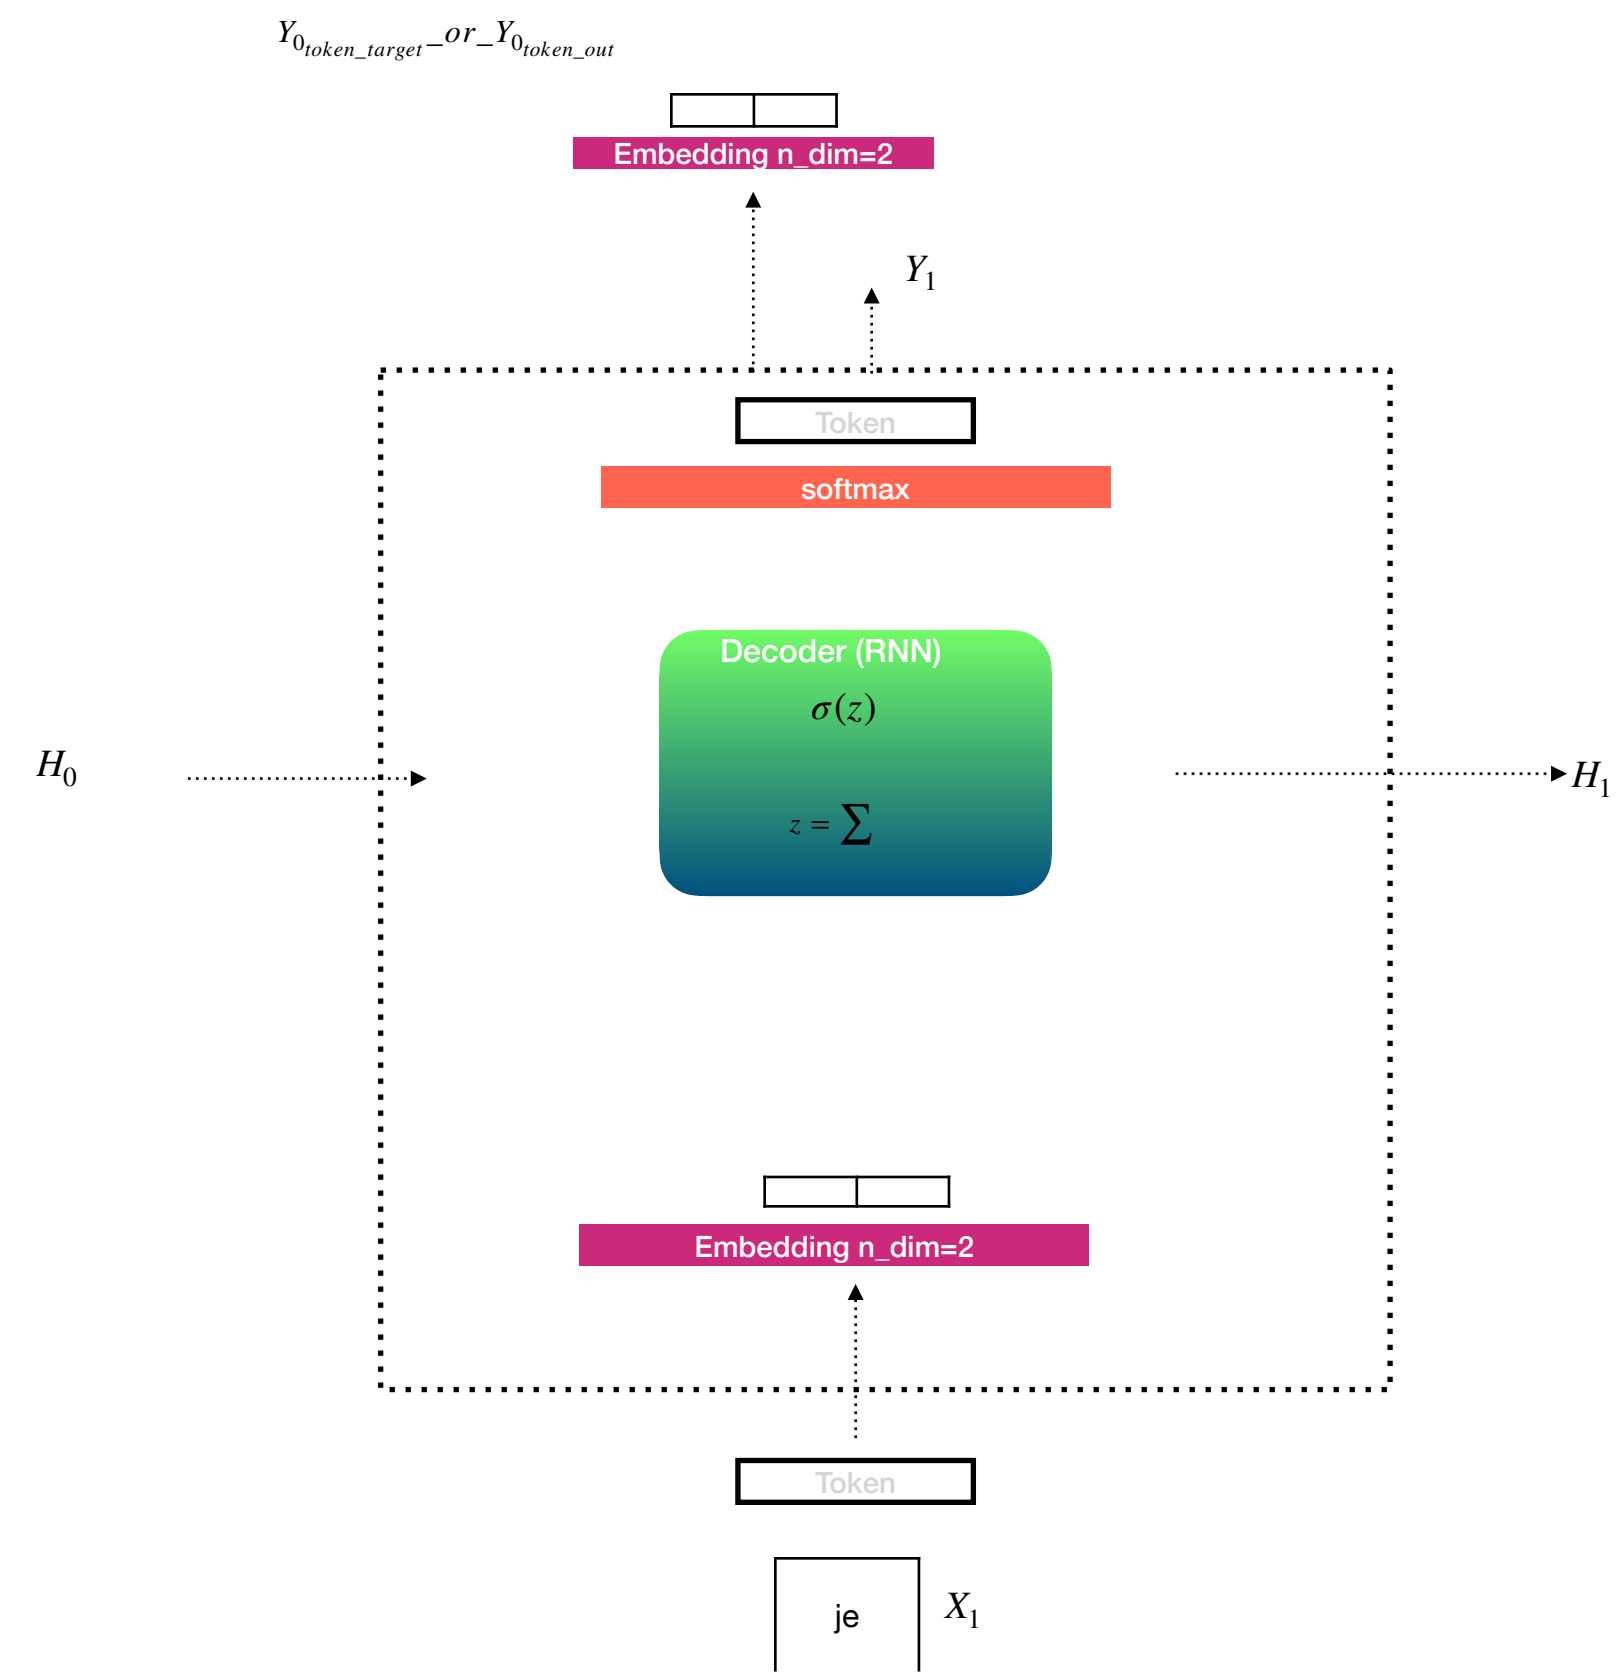 Y0token_target_or_Y0token_out
Embedding n_dim=2
Y1
Token
softmax
Decoder (RNN)
σ(z)
H0
H1
z = ∑
Embedding n_dim=2
Token
je
X1